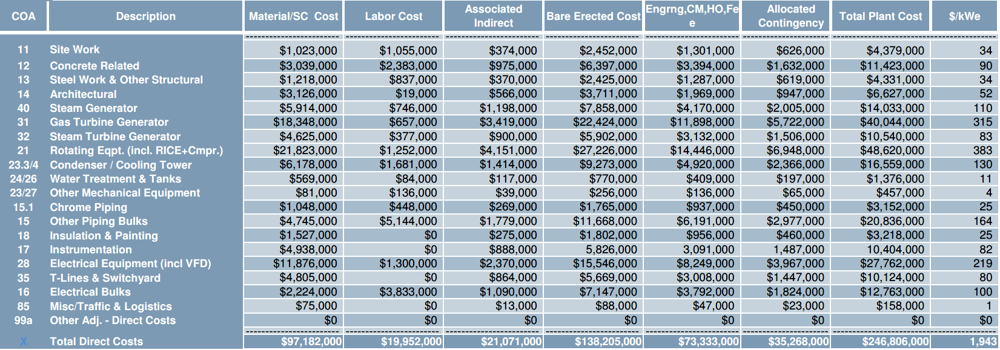 COA Description Material/SC Cost Labor Cost Associated Indirect Bare Erected Cost Engrng,CM,HO,Fee Allocated Contingency Total Plant Cost $/kWe
11 Site Work $1,023,000 $1,055,000 $374,000 $2,452,000 $1,301,000 $626,000 $4,379,000 34
12 Concrete Related $3,039,000 $2,383,000 $975,000 $6,397,000 $3,394,000 $1,632,000 $11,423,000 90
13 Steel Work & Other Structural $1,218,000 $837,000 $370,000 $2,425,000 $1,287,000 $619,000 $4,331,000 34
14 Architectural $3,126,000 $19,000 $566,000 $3,711,000 $1,969,000 $947,000 $6,627,000 52
40 Steam Generator $5,914,000 $746,000 $1,198,000 $7,858,000 $4,170,000 $2,005,000 $14,033,000 110
31 Gas Turbine Generator $18,348,000 $657,000 $3,419,000 $22,424,000 $11,898,000 $5,722,000 $40,044,000 315
32 Steam Turbine Generator $4,625,000 $377,000 $900,000 $5,902,000 $3,132,000 $1,506,000 $10,540,000 83
21 Rotating Eqpt. (incl. RICE+Cmpr.) $21,823,000 $1,252,000 $4,151,000 $27,226,000 $14,446,000 $6,948,000 $48,620,000 383
23.3/4 Condenser / Cooling Tower $6,178,000 $1,681,000 $1,414,000 $9,273,000 $4,920,000 $2,366,000 $16,559,000 130
24/26 Water Treatment & Tanks $569,000 $84,000 $117,000 $770,000 $409,000 $197,000 $1,376,000 11
23/27 Other Mechanical Equipment $81,000 $136,000 $39,000 $256,000 $136,000 $65,000 $457,000 4
15.1 Chrome Piping $1,048,000 $448,000 $269,000 $1,765,000 $937,000 $450,000 $3,152,000 25
15 Other Piping Bulks $4,745,000 $5,144,000 $1,779,000 $11,668,000 $6,191,000 $2,977,000 $20,836,000 164
18 Insulation & Painting $1,527,000 $0 $275,000 $1,802,000 $956,000 $460,000 $3,218,000 25
17 Instrumentation $4,938,000 $0 $888,000 5,826,000 3,091,000 1,487,000 10,404,000 82
28 Electrical Equipment (incl VFD) $11,876,000 $1,300,000 $2,370,000 $15,546,000 $8,249,000 $3,967,000 $27,762,000 219
35 T-Lines & Switchyard $4,805,000 $0 $864,000 $5,669,000 $3,008,000 $1,447,000 $10,124,000 80
16 Electrical Bulks $2,224,000 $3,833,000 $1,090,000 $7,147,000 $3,792,000 $1,824,000 $12,763,000 100
85 Misc/Traffic & Logistics $75,000 $0 $13,000 $88,000 $47,000 $23,000 $158,000 1
99a Other Adj. - Direct Costs $0 $0 $0 $0 $0 $0 $0 $0
X Total Direct Costs $97,182,000 $19,952,000 $21,071,000 $138,205,000 $73,333,000 $35,268,000 $246,806,000 1,943